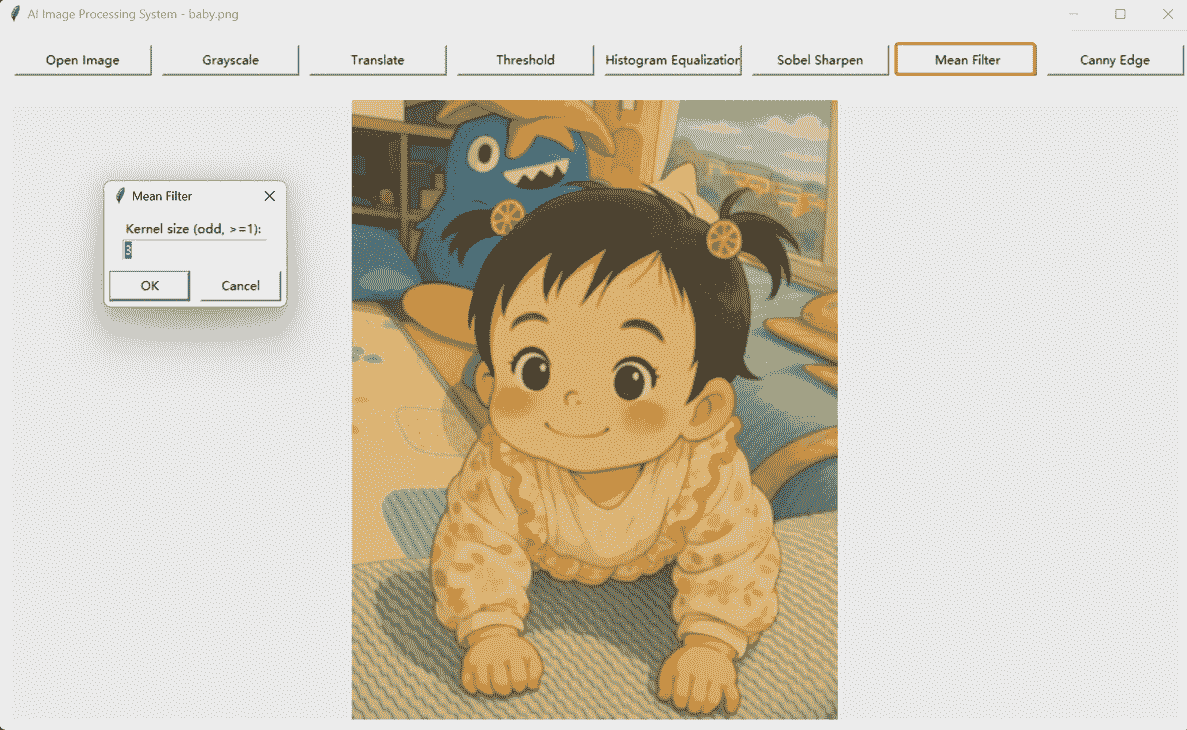 AI Image Processing System - baby.png
Open Image
Grayscale
Translate
Threshold
Histogram Equalization
Sobel Sharpen
Mean Filter
Canny Edge
Mean Filter
Kernel size (odd, >=1):
3
OK
Cancel